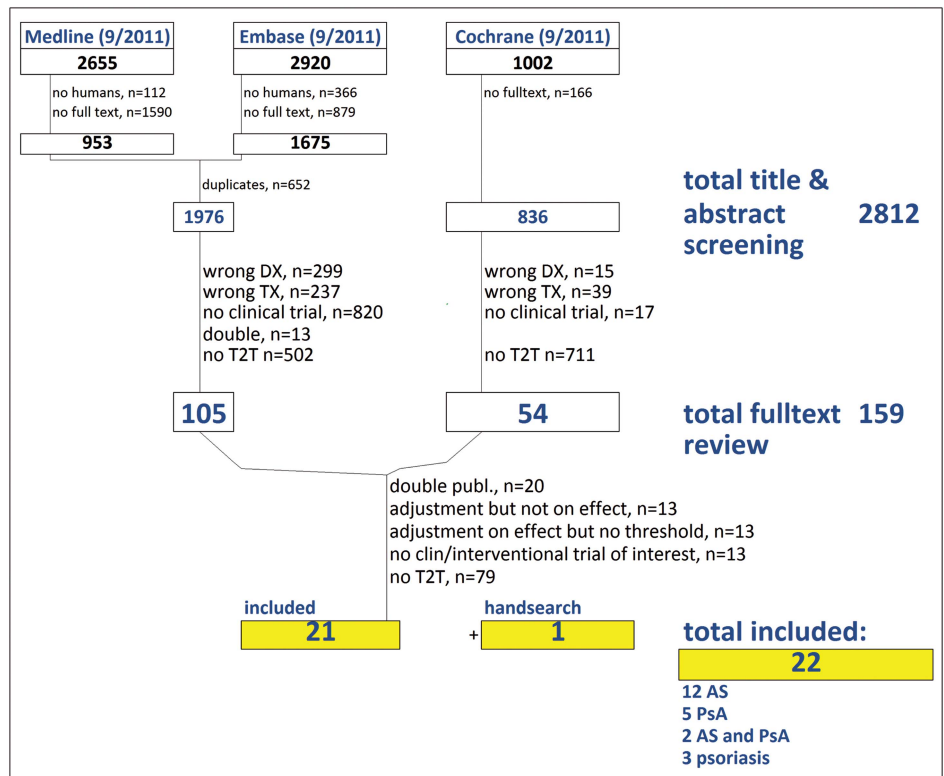 Medline (9/2011)
2655
Embase (9/2011)
2920
Cochrane (9/2011)
1002
no humans, n=112
no full text, n=1590
no humans, n=366
no full text, n=879
no fulltext, n=166
953
1675
duplicates, n=652
1976
836
total title &
abstract 2812
screening
wrong DX, n=299
wrong TX, n=237
no clinical trial, n=820
double, n=13
no T2T n=502
wrong DX, n=15
wrong TX, n=39
no clinical trial, n=17
no T2T, n=711
105
54
total fulltext 159
review
double publ., n=20
adjustment but not on effect, n=13
adjustment on effect but no threshold, n=13
no clin/interventional trial of interest, n=13
no T2T, n=79
included
21
+
handsearch
1
total included:
22
12 AS
5 PsA
2 AS and PsA
3 psoriasis